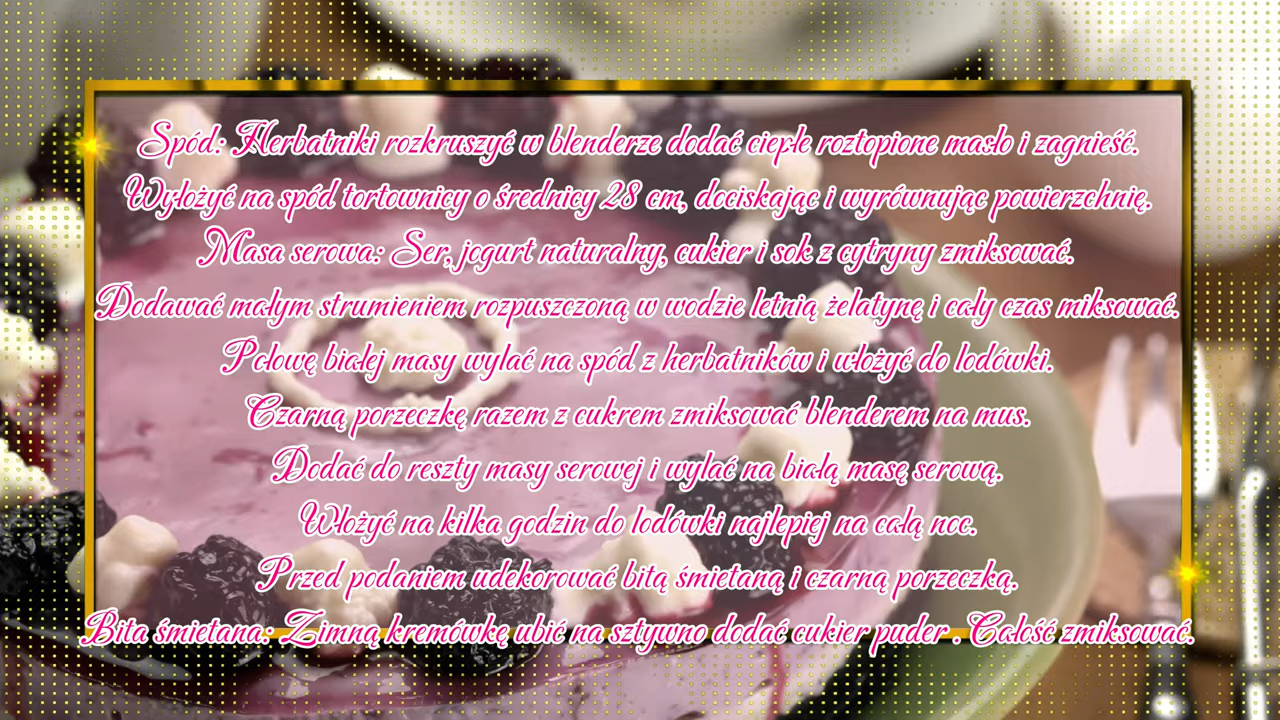 Spód: Herbatniki rozkruszyć w blenderze dodać ciepłe roztopione masło i zagnieść.
Wyłożyć na spód tortownicy o średnicy 28 cm, dociskając i wyrównując powierzchnię.
Masa serowa: Ser, jogurt naturalny, cukier i sok z cytryny zmiksować.
Dodawać małym strumieniem rozpuszczoną w wodzie letnią żelatynę i cały czas miksować.
Połowę białej masy wylać na spód z herbatników i włożyć do lodówki.
Czarną porzeczkę razem z cukrem zmiksować blenderem na mus.
Dodać do reszty masy serowej i wylać na białą masę serową.
Włożyć na kilka godzin do lodówki najlepiej na całą noc.
Przed podaniem udekorować bitą śmietaną i czarną porzeczką.
Bita śmietana: Zimną kremówkę ubić na sztywno dodać cukier puder . Całość zmiksować.